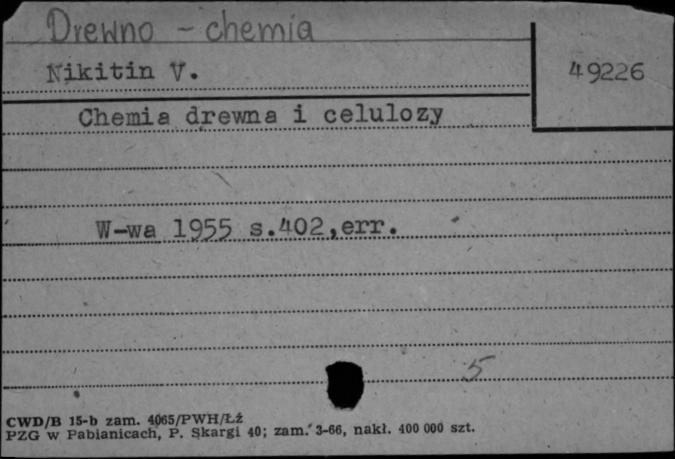 Drewno - chemia
Nikitin V.
49226
Chemia drewna i celulozy
W-wa 1955 s.402,err.
5
CWD/B 15-b zam. 4065/PWH/Łź
PZG w Pabianicach, P. Skargi 40; zam. 3-66, nakł. 400 000 szt.